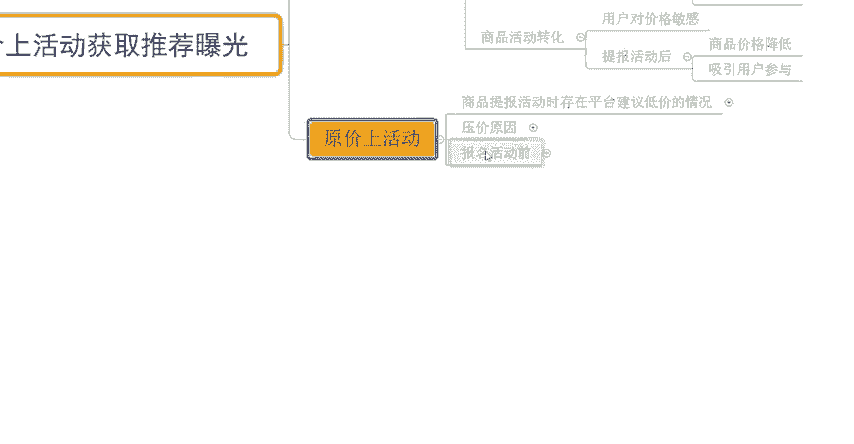 用户对价格敏感
商品活动转化
提报活动后
商品价格降低
吸引用户参与
价上活动获取推荐曝光
商品提报活动时存在平台建议低价的情况
原价上活动
压价原因
报名活动前